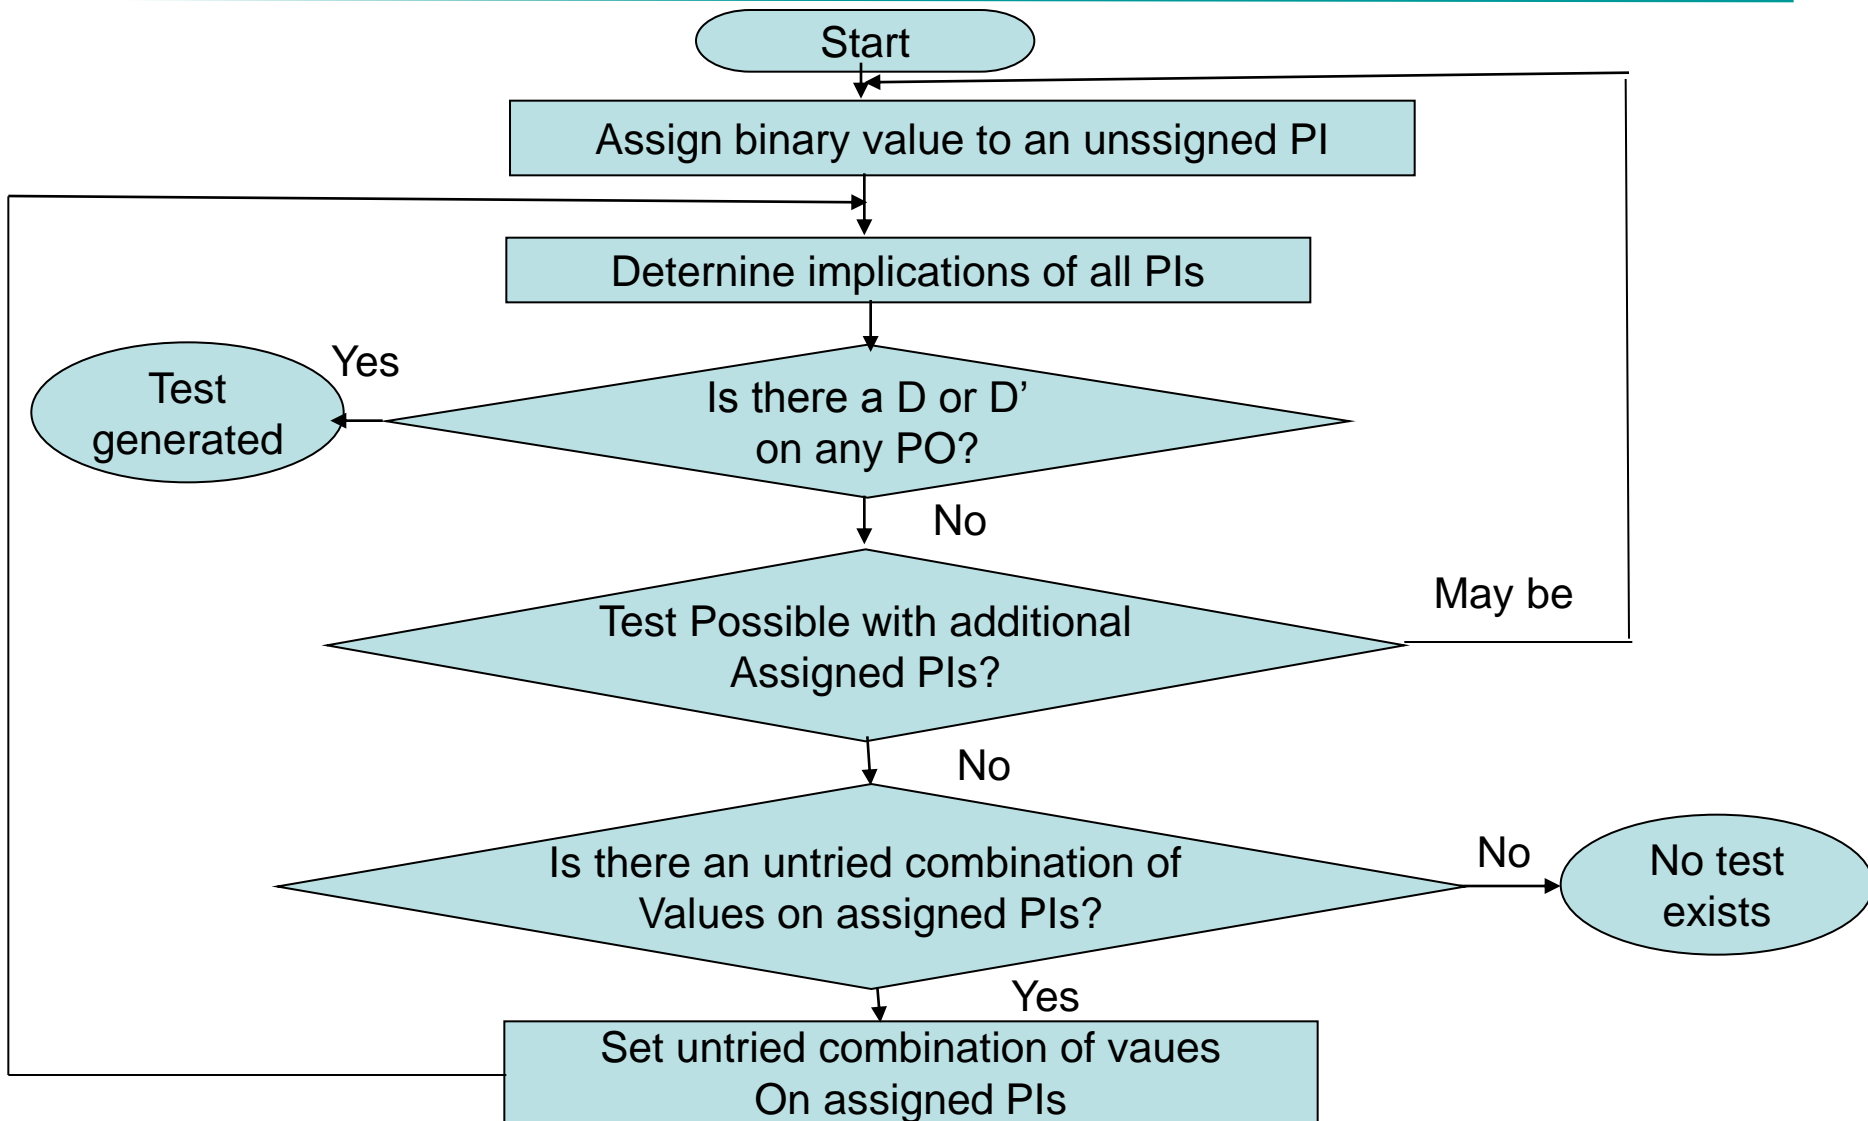 Start
Assign binary value to an unssigned PI
Deternine implications of all PIs
Yes
Test
generated
Is there a D or D’
on any PO?
No
May be
Test Possible with additional
Assigned PIs?
No
Is there an untried combination of
Values on assigned PIs?
No
No test
exists
Yes
Set untried combination of vaues
On assigned PIs